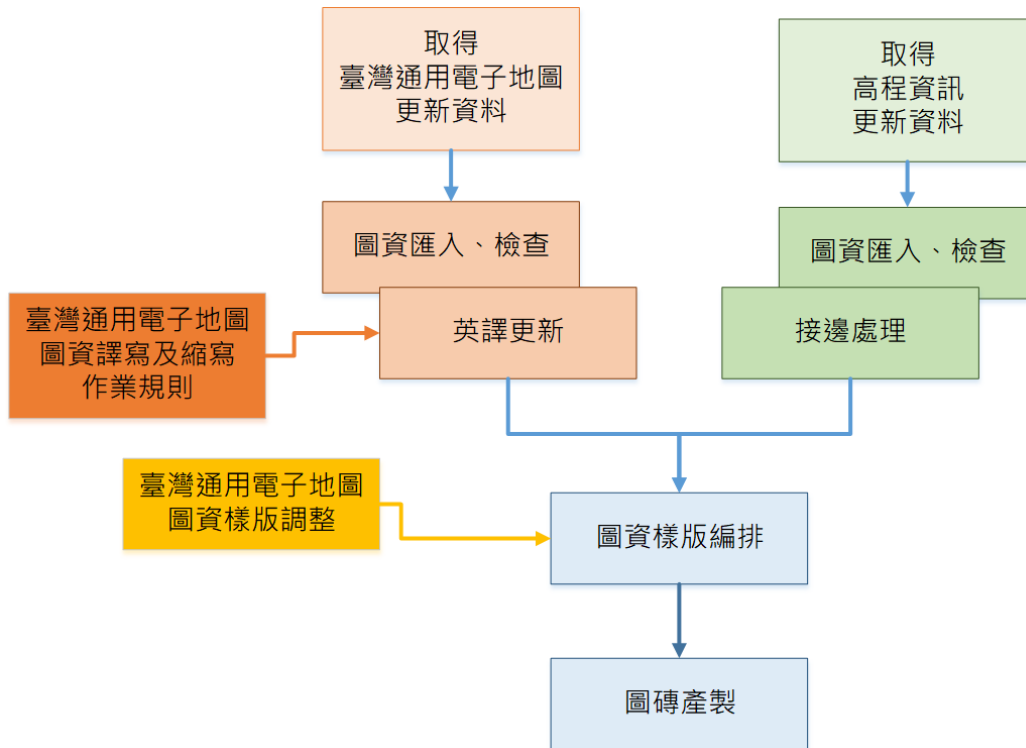 取得
臺灣通用電子地圖
更新資料
取得
高程資訊
更新資料
圖資匯入、檢查
圖資匯入、檢查
臺灣通用電子地圖
圖資譯寫及縮寫
作業規則
英譯更新
接邊處理
臺灣通用電子地圖
圖資樣版調整
圖資樣版編排
圖磚產製